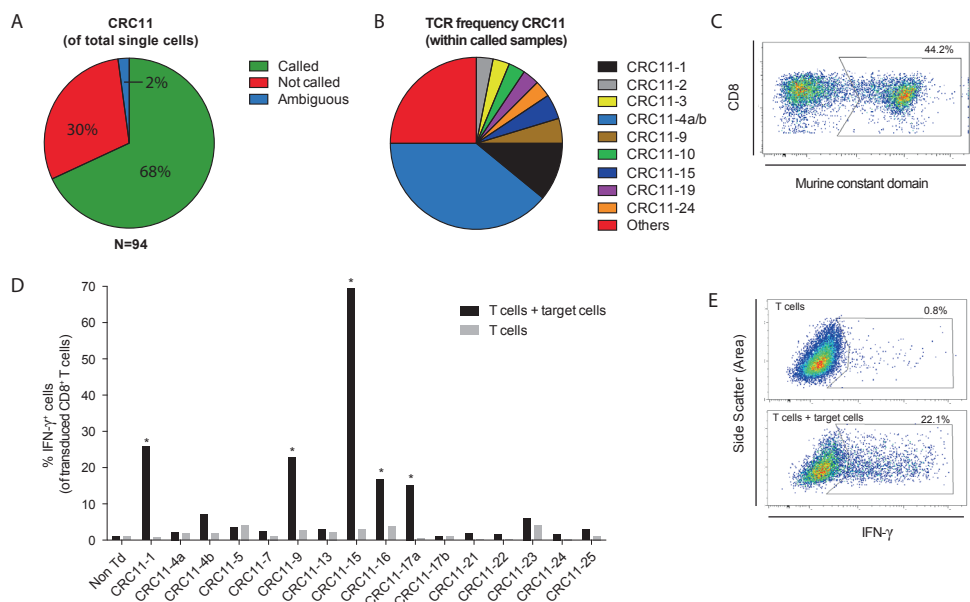 A
CRC11
(of total single cells)
2%
30%
68%
N=94
Called
Not called
Ambiguous
B
TCR frequency CRC11
(within called samples)
CRC11-1
CRC11-2
CRC11-3
CRC11-4a/b
CRC11-9
CRC11-10
CRC11-15
CRC11-19
CRC11-24
Others
C
44.2%
CD8
Murine constant domain
D
% IFN-γ⁺ cells
(of transduced CD8⁺ T cells)
70
60
50
40
30
20
10
0
*
*
*
*
*
T cells + target cells
T cells
Non Td
CRC11-1
CRC11-4a
CRC11-4b
CRC11-5
CRC11-7
CRC11-9
CRC11-13
CRC11-15
CRC11-16
CRC11-17a
CRC11-17b
CRC11-21
CRC11-22
CRC11-23
CRC11-24
CRC11-25
E
T cells
0.8%
T cells + target cells
22.1%
Side Scatter (Area)
IFN-γ